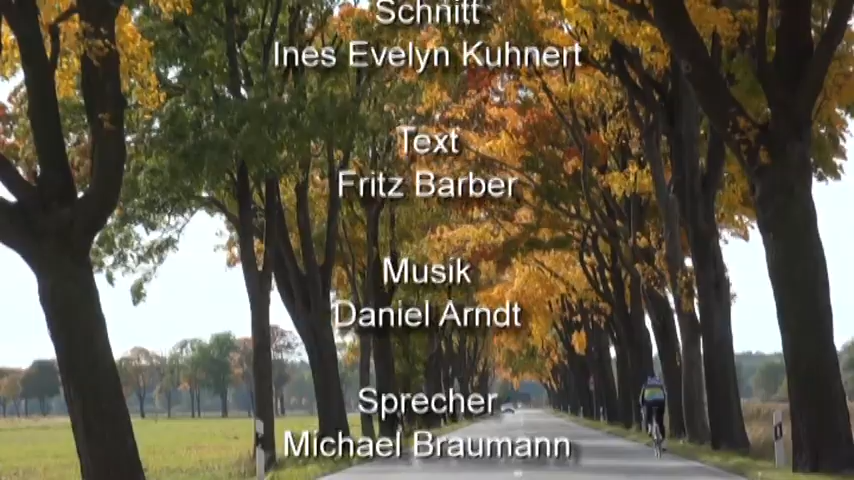 Schnitt
Ines Evelyn Kuhnert
Text
Fritz Barber
Musik
Daniel Arndt
Sprecher
Michael Braumann